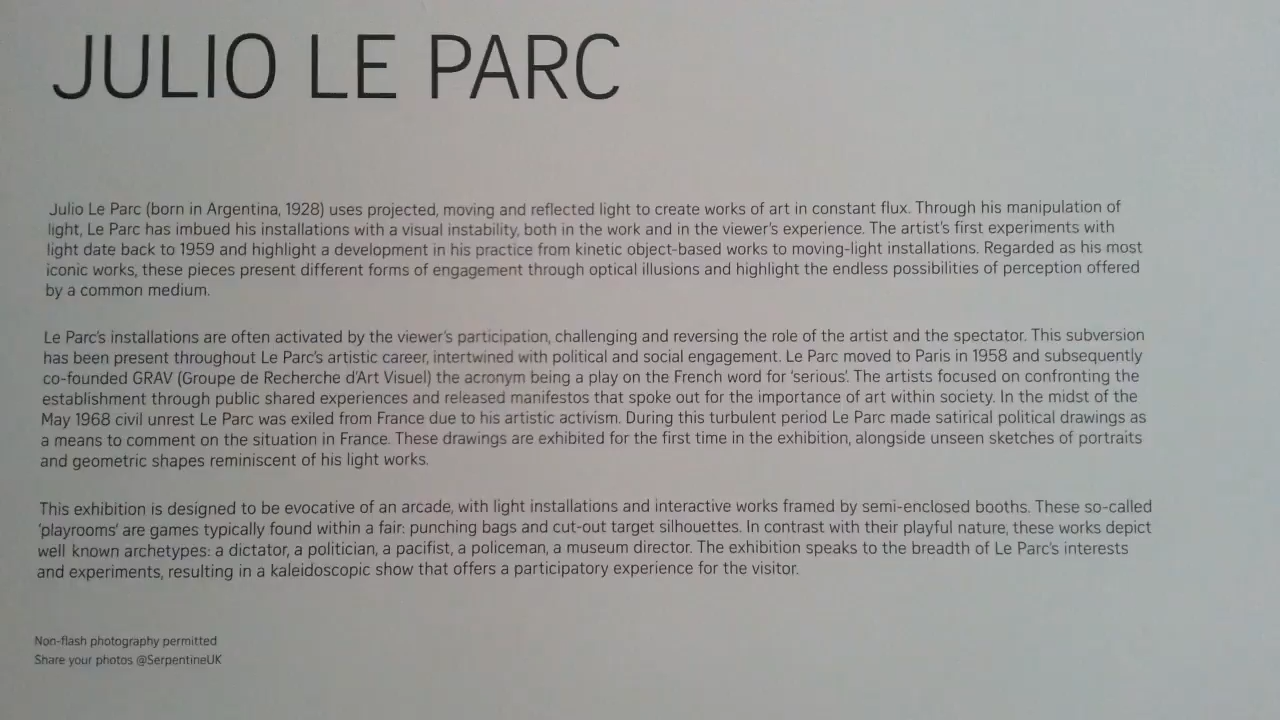 JULIO LE PARC
Julio Le Parc (born in Argentina, 1928) uses projected, moving and reflected light to create works of art in constant flux. Through his manipulation of
light, Le Parc has imbued his installations with a visual instability, both in the work and in the viewer's experience. The artist's first experiments with
light date back to 1959 and highlight a development in his practice from kinetic object-based works to moving-light installations. Regarded as his most
iconic works, these pieces present different forms of engagement through optical illusions and highlight the endless possibilities of perception offered
by a common medium.
Le Parc's installations are often activated by the viewer's participation, challenging and reversing the role of the artist and the spectator. This subversion
has been present throughout Le Parc's artistic career, intertwined with political and social engagement. Le Parc moved to Paris in 1958 and subsequently
co-founded GRAV (Groupe de Recherche d'Art Visuel) the acronym being a play on the French word for 'serious'. The artists focused on confronting the
establishment through public shared experiences and released manifestos that spoke out for the importance of art within society. In the midst of the
May 1968 civil unrest Le Parc was exiled from France due to his artistic activism. During this turbulent period Le Parc made satirical political drawings as
a means to comment on the situation in France. These drawings are exhibited for the first time in the exhibition, alongside unseen sketches of portraits
and geometric shapes reminiscent of his light works.
This exhibition is designed to be evocative of an arcade, with light installations and interactive works framed by semi-enclosed booths. These so-called
'playrooms' are games typically found within a fair: punching bags and cut-out target silhouettes. In contrast with their playful nature, these works depict
well known archetypes: a dictator, a politician, a pacifist, a policeman, a museum director. The exhibition speaks to the breadth of Le Parc's interests
and experiments, resulting in a kaleidoscopic show that offers a participatory experience for the visitor.
Non-flash photography permitted
Share your photos @SerpentineUK